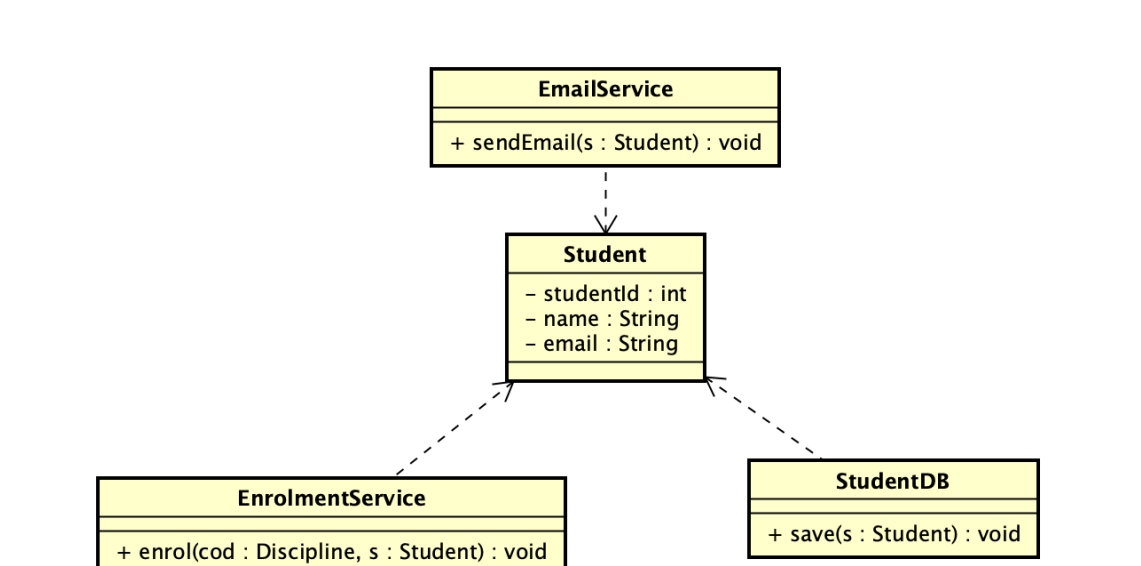 EmailService
+ sendEmail(s : Student) : void
Student
- studentId : int
- name : String
- email : String
EnrolmentService
+ enrol(cod : Discipline, s : Student) : void
StudentDB
+ save(s : Student) : void